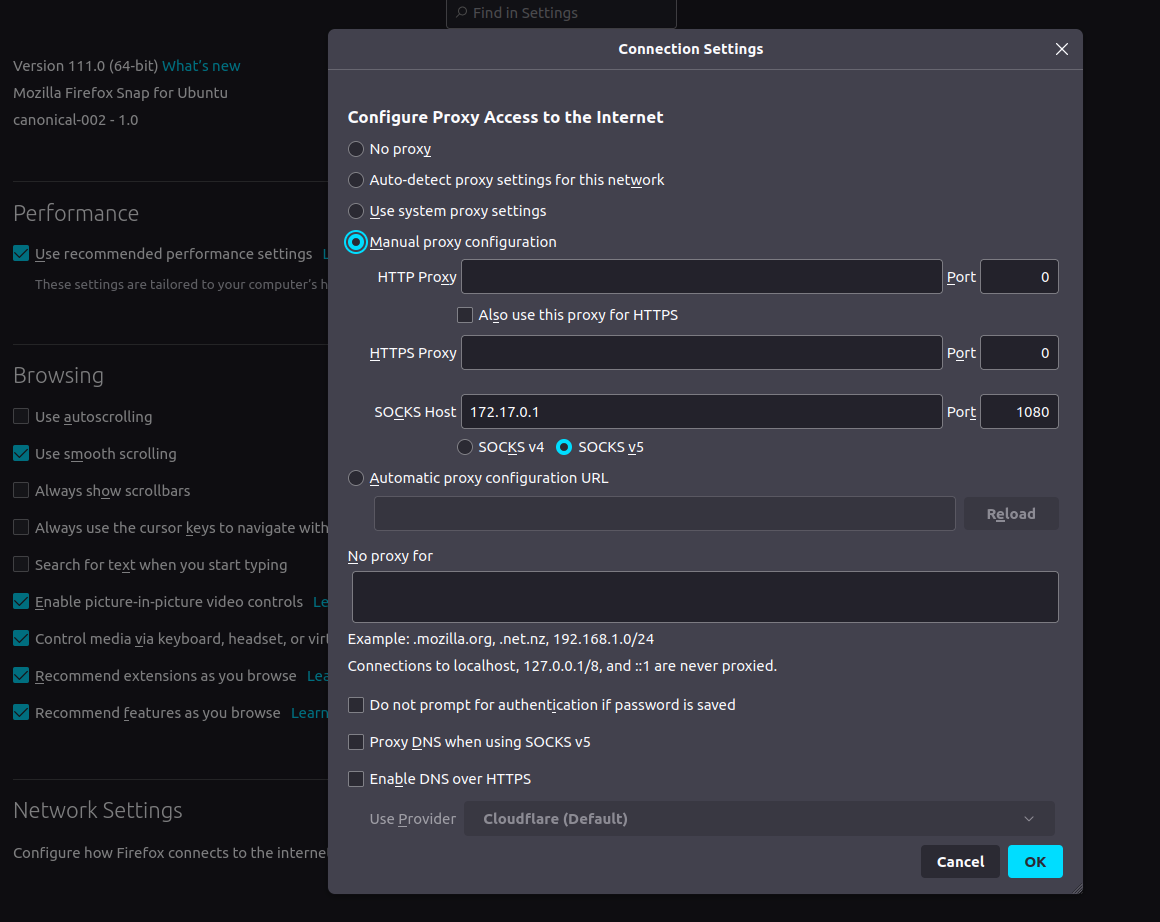 Find in Settings
Connection Settings
Version 111.0 (64-bit) What's new
Mozilla Firefox Snap for Ubuntu
canonical-002 - 1.0
Performance
Use recommended performance settings
These settings are tailored to your computer's h
Browsing
Use autoscrolling
Use smooth scrolling
Always show scrollbars
Always use the cursor keys to navigate with
Search for text when you start typing
Enable picture-in-picture video controls Le
Control media via keyboard, headset, or virt
Recommend extensions as you browse Lea
Recommend features as you browse Learn
Network Settings
Configure how Firefox connects to the internet
Configure Proxy Access to the Internet
No proxy
Auto-detect proxy settings for this network
Use system proxy settings
Manual proxy configuration
HTTP Proxy Port 0
Also use this proxy for HTTPS
HTTPS Proxy Port 0
SOCKS Host 172.17.0.1 Port 1080
SOCKS v4 SOCKS v5
Automatic proxy configuration URL
Reload
No proxy for
Example: .mozilla.org, .net.nz, 192.168.1.0/24
Connections to localhost, 127.0.0.1/8, and ::1 are never proxied.
Do not prompt for authentication if password is saved
Proxy DNS when using SOCKS v5
Enable DNS over HTTPS
Use Provider Cloudflare (Default)
Cancel OK